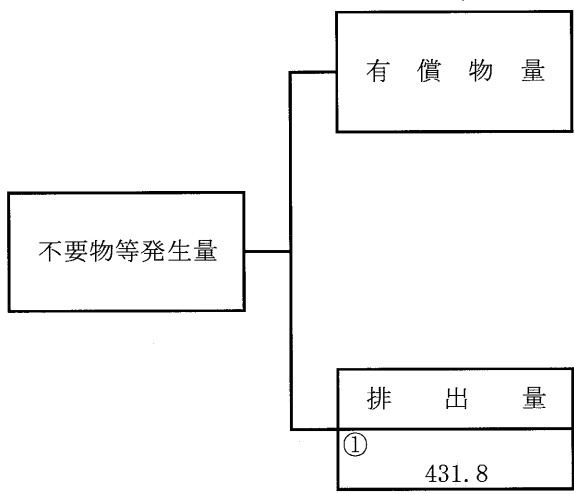 有償物量
不要物等発生量
排出量
①
431.8